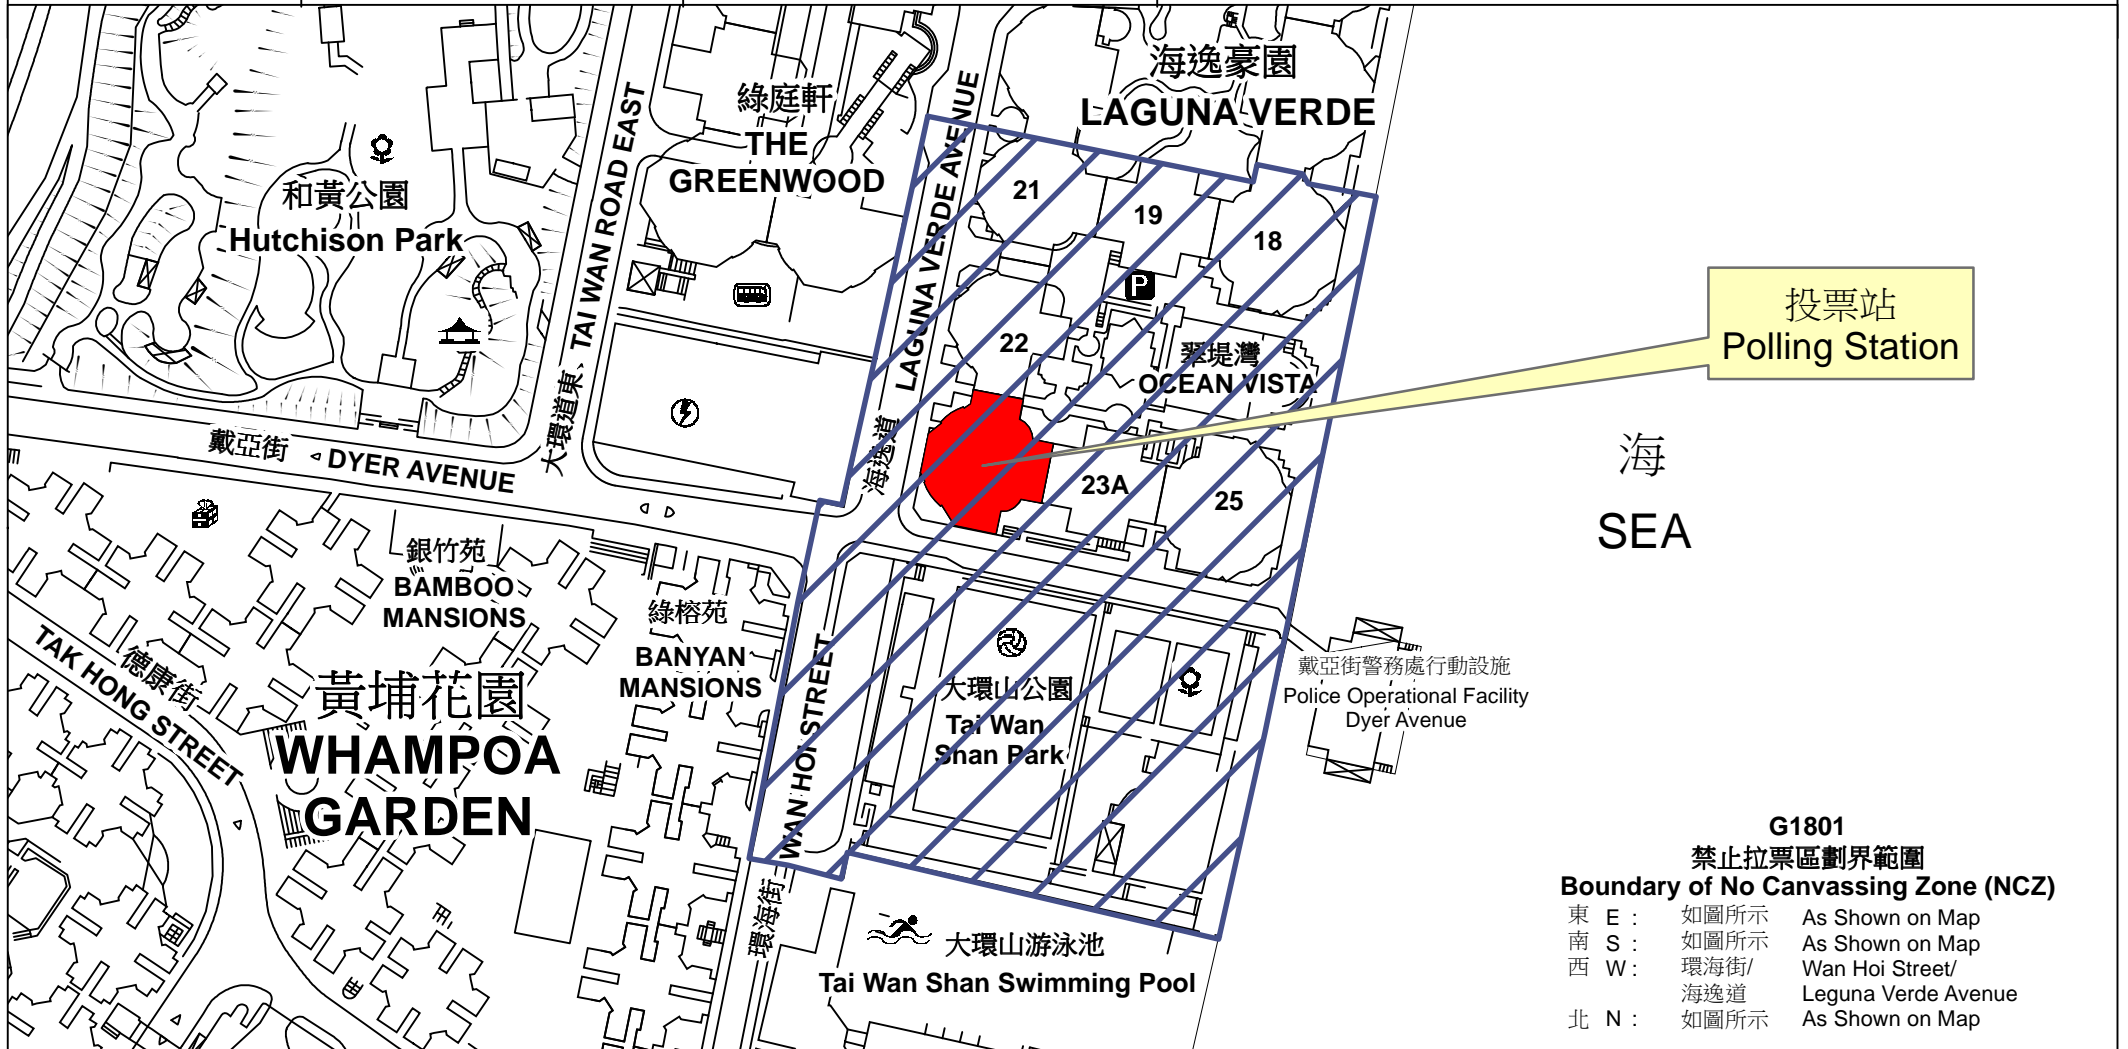 海逸豪園
LAGUNA VERDE
綠庭軒
THE
GREENWOOD
和黃公園
Hutchison Park
大環道東 TAI WAN ROAD EAST
海逸道 LAGUNA VERDE AVENUE
21
19
18
P
22
翠堤灣
OCEAN VISTA
投票站
Polling Station
海
SEA
戴亞街 DYER AVENUE
23A
25
銀竹苑
BAMBOO
MANSIONS
綠榕苑
BANYAN
MANSIONS
德康街
TAK HONG STREET
黃埔花園
WHAMPOA
GARDEN
環海街 WAN HOI STREET
大環山公園
Tai Wan
Shan Park
戴亞街警務處行動設施
Police Operational Facility
Dyer Avenue
大環山游泳池
Tai Wan Shan Swimming Pool
G1801
禁止拉票區劃界範圍
Boundary of No Canvassing Zone (NCZ)
東 E : 如圖所示 As Shown on Map
南 S : 如圖所示 As Shown on Map
西 W : 環海街/ Wan Hoi Street/
海逸道 Leguna Verde Avenue
北 N : 如圖所示 As Shown on Map